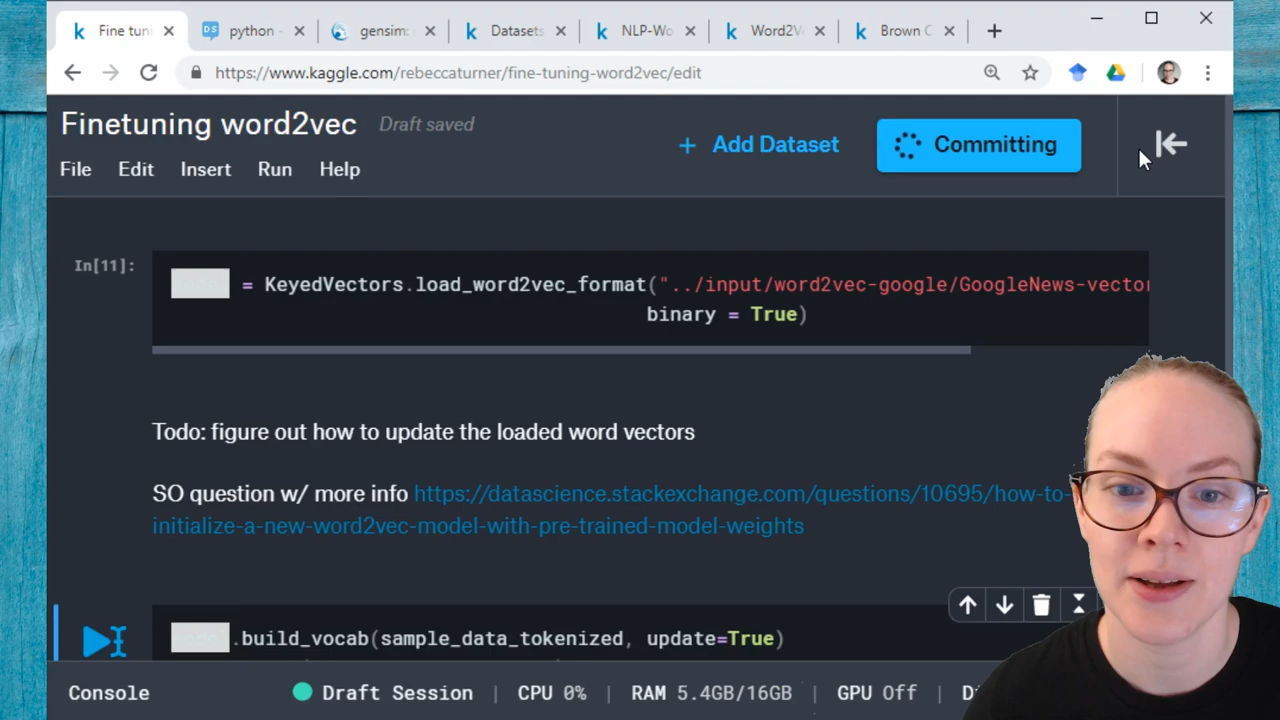 Fine tuni
python -
gensim:
Datasets
NLP-Wo
Word2V
Brown C
https://www.kaggle.com/rebeccaturner/fine-tuning-word2vec/edit
Finetuning word2vec Draft saved
+ Add Dataset
Committing
File Edit Insert Run Help
In[11]:
= KeyedVectors.load_word2vec_format("../input/word2vec-google/GoogleNews-vector
binary = True)
Todo: figure out how to update the loaded word vectors
SO question w/ more info https://datascience.stackexchange.com/questions/10695/how-to-
initialize-a-new-word2vec-model-with-pre-trained-model-weights
.build_vocab(sample_data_tokenized, update=True)
Console Draft Session | CPU 0% | RAM 5.4GB/16GB | GPU Off | Di